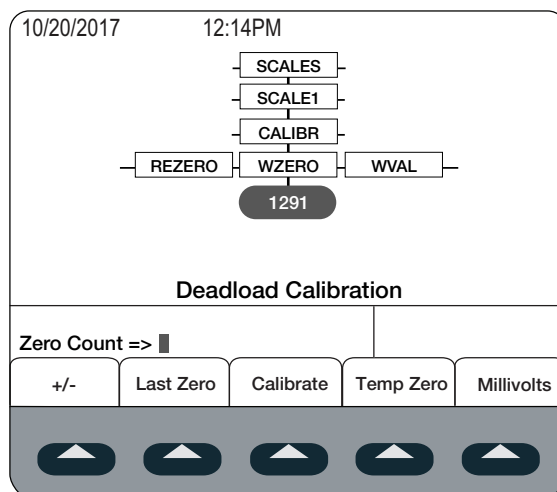 10/20/2017 12:14PM
SCALES
SCALE1
CALIBR
REZERO WZERO WVAL
1291
Deadload Calibration
Zero Count =>
+/- Last Zero Calibrate Temp Zero Millivolts